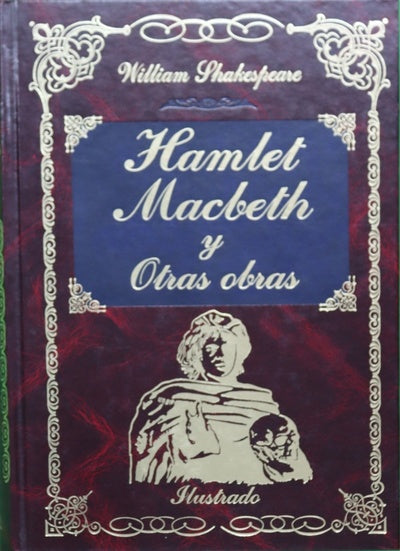 William Shakespeare
Hamlet
Macbeth
y
Otras obras
Ilustrado